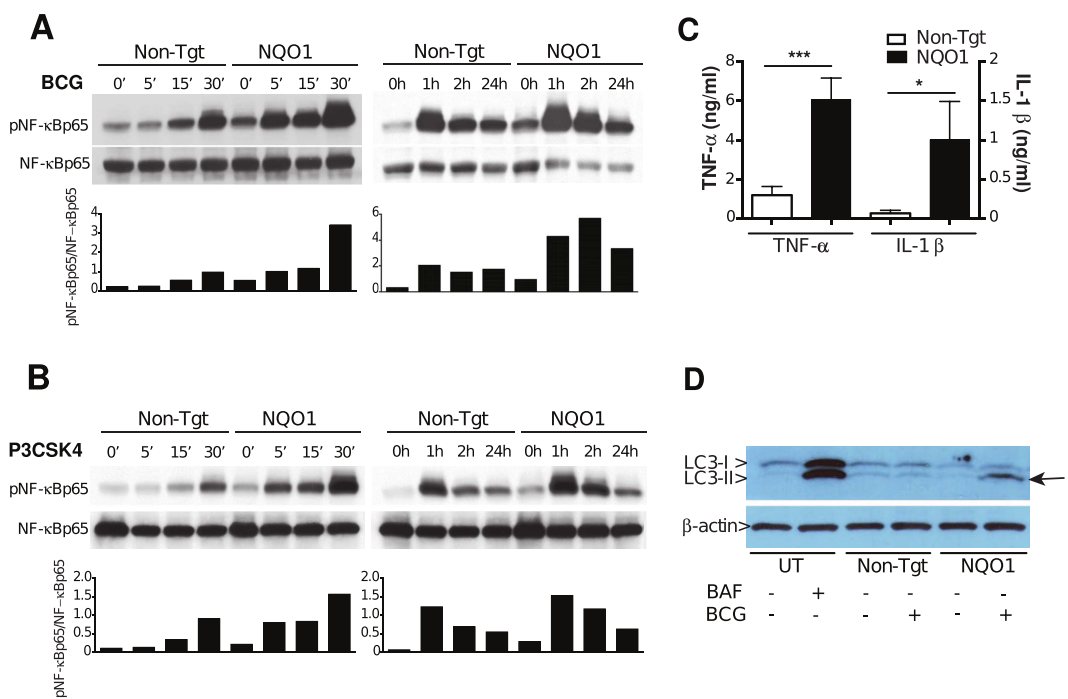 A
Non-Tgt NQO1 Non-Tgt NQO1
BCG 0’ 5’ 15’ 30’ 0’ 5’ 15’ 30’ 0h 1h 2h 24h 0h 1h 2h 24h
pNF-κBp65
NF-κBp65
pNF-κBp65/NF-κBp65
4
3
2
1
0
6
4
2
0
B
Non-Tgt NQO1 Non-Tgt NQO1
P3CSK4 0’ 5’ 15’ 30’ 0’ 5’ 15’ 30’ 0h 1h 2h 24h 0h 1h 2h 24h
pNF-κBp65
NF-κBp65
pNF-κBp65/NF-κBp65
2.0
1.5
1.0
0.5
0
2.0
1.5
1.0
0.5
0
C
Non-Tgt
NQO1
TNF-α (ng/ml)
8
6
4
2
0
*** *
2
1.5
1
0.5
0
IL-1 β (ng/ml)
TNF-α IL-1 β
D
LC3-I >
LC3-II>
β-actin>
UT Non-Tgt NQO1
BAF - + - - - -
BCG - - - + - +